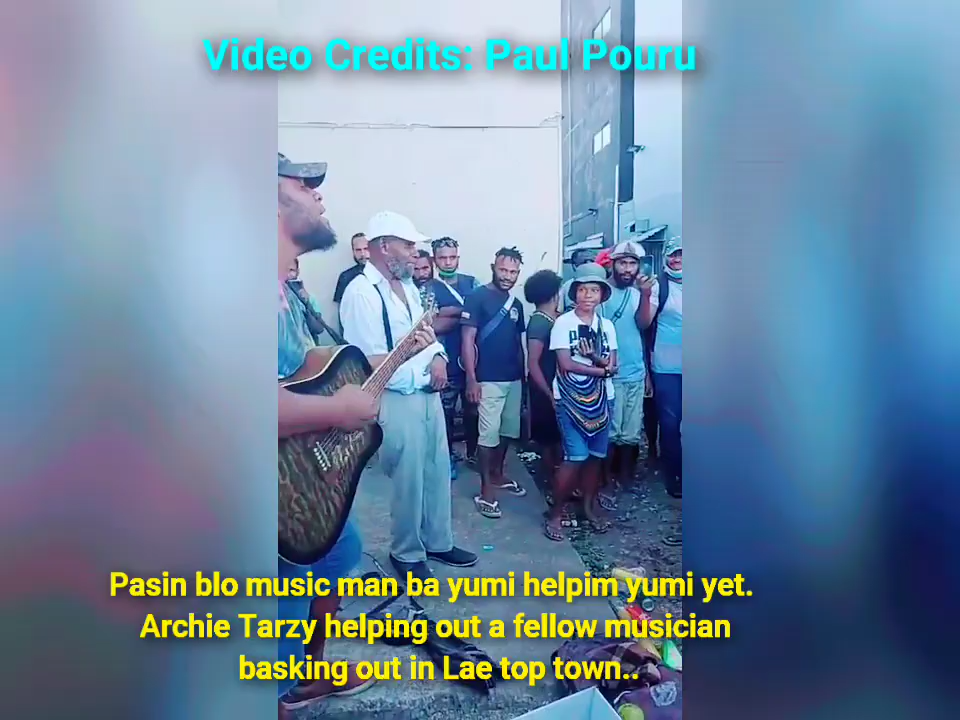 Video Credits: Paul Pouru
Pasin blo music man ba yumi helpim yumi yet.
Archie Tarzy helping out a fellow musician
basking out in Lae top town..